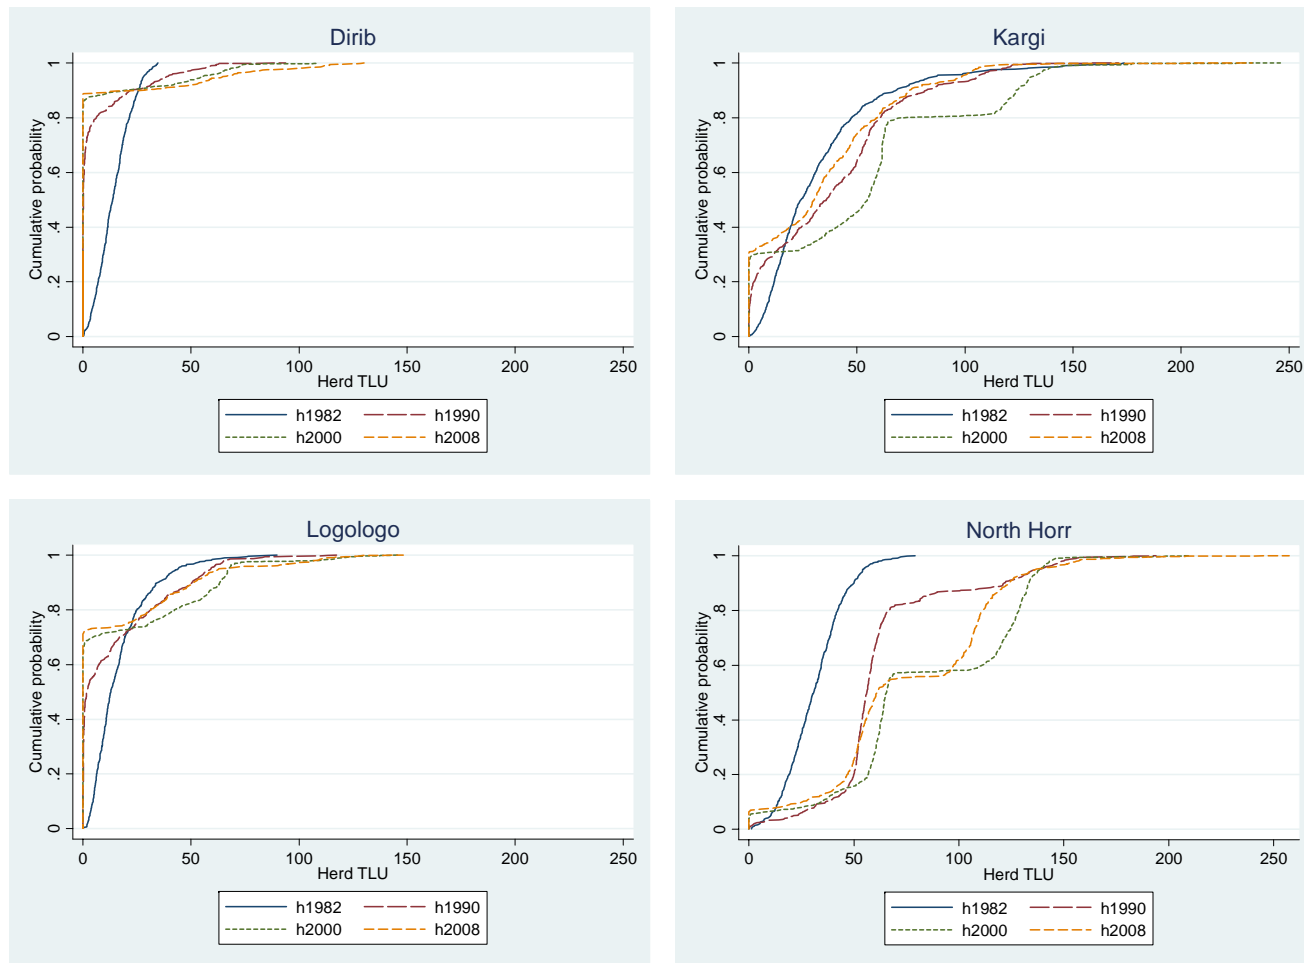 Dirib
Cumulative probability
1
.8
.6
.4
.2
0
0 50 100 150 200 250
Herd TLU
h1982 h1990
h2000 h2008
Kargi
Cumulative probability
1
.8
.6
.4
.2
0
0 50 100 150 200 250
Herd TLU
h1982 h1990
h2000 h2008
Logologo
Cumulative probability
1
.8
.6
.4
.2
0
0 50 100 150 200 250
Herd TLU
h1982 h1990
h2000 h2008
North Horr
Cumulative probability
1
.8
.6
.4
.2
0
0 50 100 150 200 250
Herd TLU
h1982 h1990
h2000 h2008